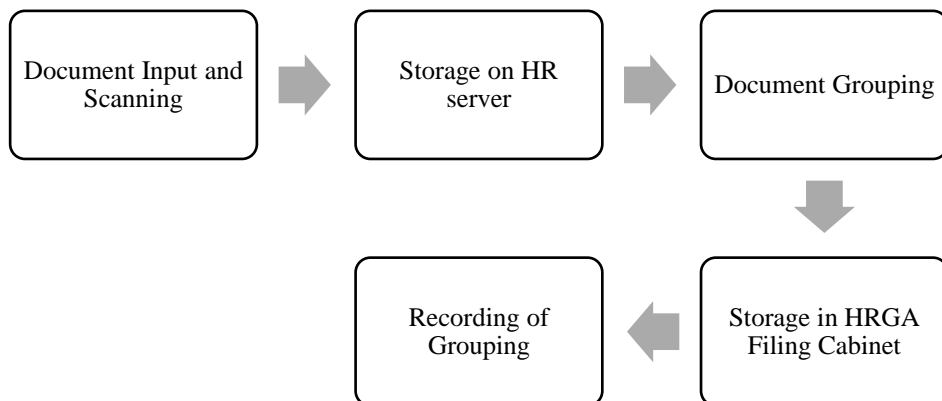 Document Input and
Scanning
Storage on HR
server
Document Grouping
Storage in HRGA
Filing Cabinet
Recording of
Grouping